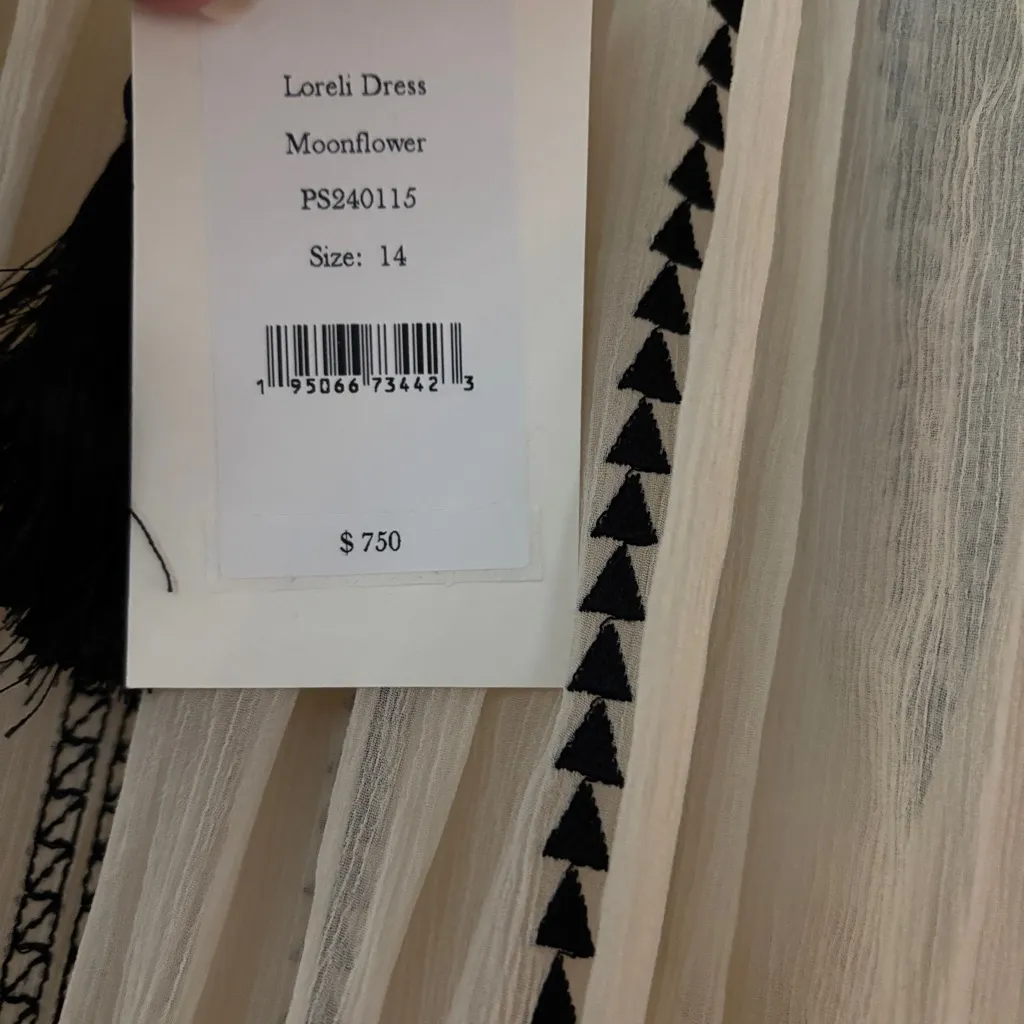 Loreli Dress
Moonflower
PS240115
Size: 14
1 95066 73442 3
$ 750